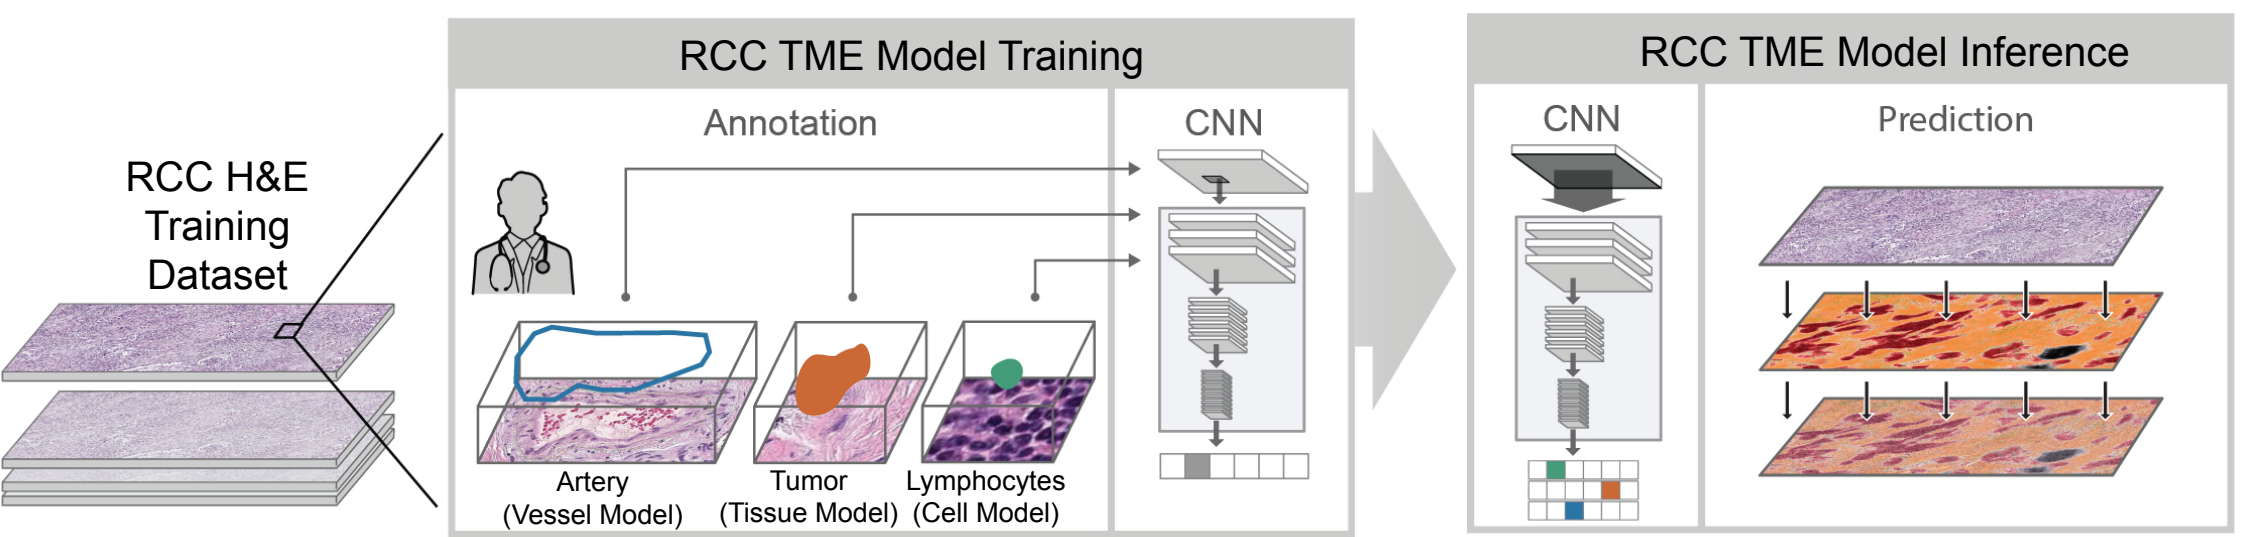 RCC H&E
Training
Dataset
RCC TME Model Training
Annotation
CNN
Artery
(Vessel Model)
Tumor
(Tissue Model)
Lymphocytes
(Cell Model)
RCC TME Model Inference
CNN
Prediction